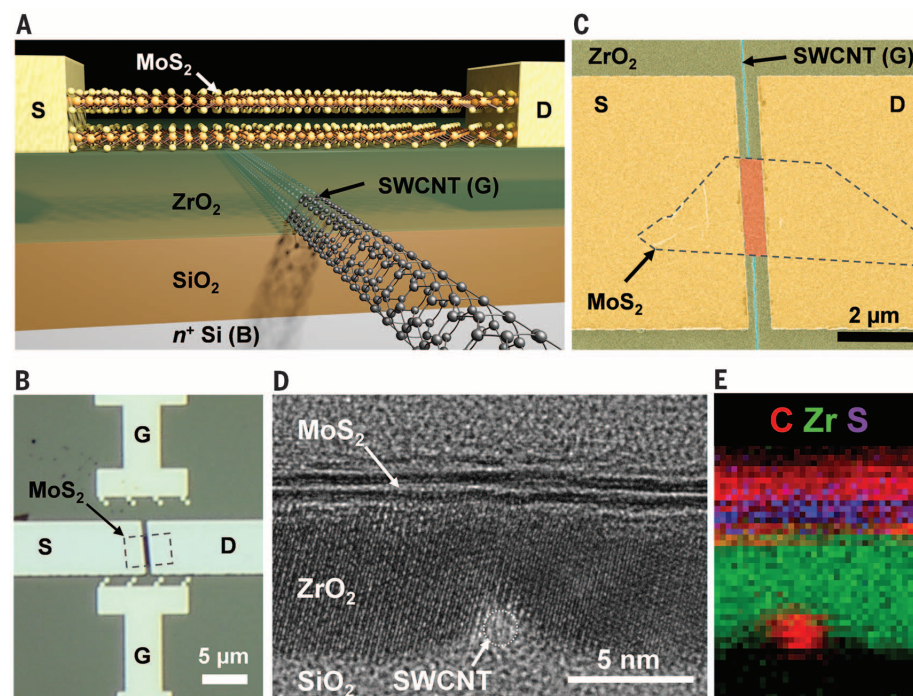 A
MoS₂
S
D
SWCNT (G)
ZrO₂
SiO₂
n⁺ Si (B)
C
ZrO₂
SWCNT (G)
S
D
MoS₂
2 µm
B
G
MoS₂
S
D
G
5 µm
D
MoS₂
ZrO₂
SWCNT
SiO₂
5 nm
E
C Zr S